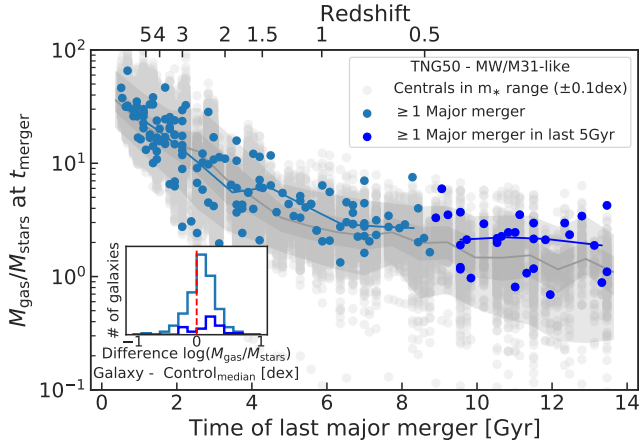 Redshift
5 4 3 2 1.5 1 0.5
10² 10¹ 10⁰ 10⁻¹
M_gas/M_stars at t_merger
TNG50 - MW/M31-like
Centrals in m_* range (±0.1dex)
≥ 1 Major merger
≥ 1 Major merger in last 5Gyr
# of galaxies
−1 0 1
Difference log(M_gas/M_stars)
Galaxy - Control_median [dex]
0 2 4 6 8 10 12 14
Time of last major merger [Gyr]